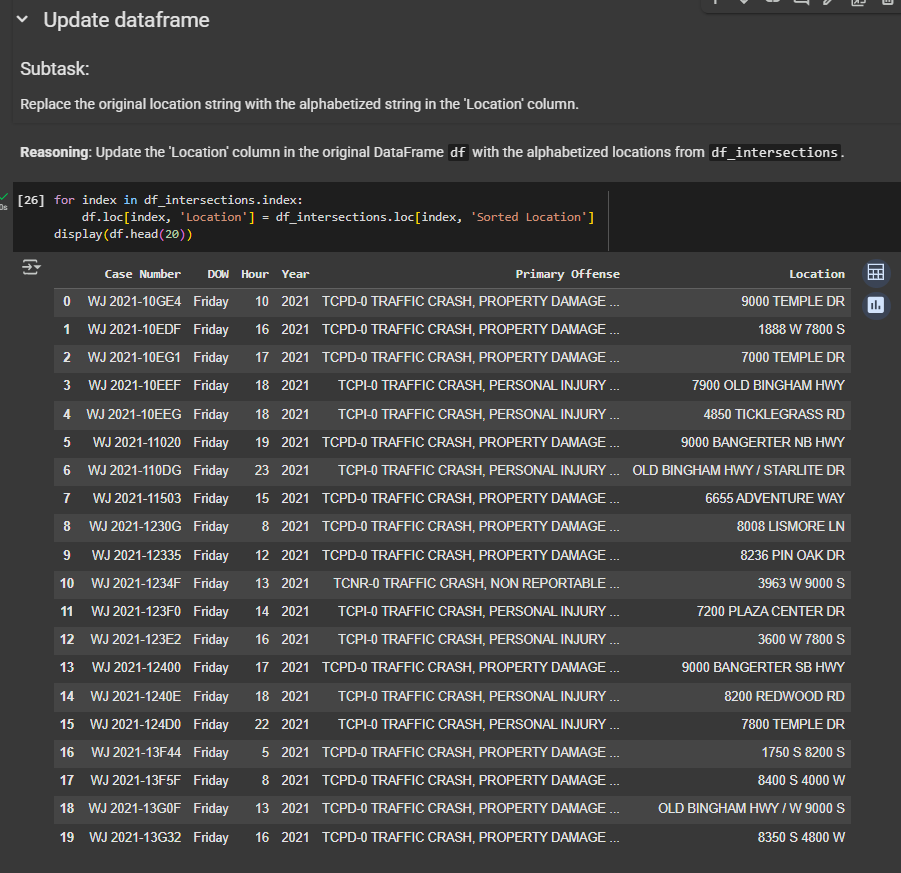 Update dataframe
Subtask:
Replace the original location string with the alphabetized string in the 'Location' column.
Reasoning: Update the 'Location' column in the original DataFrame df with the alphabetized locations from df_intersections.
[26] for index in df_intersections.index:
df.loc[index, 'Location'] = df_intersections.loc[index, 'Sorted Location']
display(df.head(20))
0s
Case Number DOW Hour Year Primary Offense Location
0 WJ 2021-10GE4 Friday 10 2021 TCPD-0 TRAFFIC CRASH, PROPERTY DAMAGE ... 9000 TEMPLE DR
1 WJ 2021-10EDF Friday 16 2021 TCPD-0 TRAFFIC CRASH, PROPERTY DAMAGE ... 1888 W 7800 S
2 WJ 2021-10EG1 Friday 17 2021 TCPD-0 TRAFFIC CRASH, PROPERTY DAMAGE ... 7000 TEMPLE DR
3 WJ 2021-10EEF Friday 18 2021 TCPI-0 TRAFFIC CRASH, PERSONAL INJURY ... 7900 OLD BINGHAM HWY
4 WJ 2021-10EEG Friday 18 2021 TCPI-0 TRAFFIC CRASH, PERSONAL INJURY ... 4850 TICKLEGRASS RD
5 WJ 2021-11020 Friday 19 2021 TCPD-0 TRAFFIC CRASH, PROPERTY DAMAGE ... 9000 BANGERTER NB HWY
6 WJ 2021-110DG Friday 23 2021 TCPI-0 TRAFFIC CRASH, PERSONAL INJURY ... OLD BINGHAM HWY / STARLITE DR
7 WJ 2021-11503 Friday 15 2021 TCPD-0 TRAFFIC CRASH, PROPERTY DAMAGE ... 6655 ADVENTURE WAY
8 WJ 2021-1230G Friday 8 2021 TCPD-0 TRAFFIC CRASH, PROPERTY DAMAGE ... 8008 LISMORE LN
9 WJ 2021-12335 Friday 12 2021 TCPD-0 TRAFFIC CRASH, PROPERTY DAMAGE ... 8236 PIN OAK DR
10 WJ 2021-1234F Friday 13 2021 TCNR-0 TRAFFIC CRASH, NON REPORTABLE ... 3963 W 9000 S
11 WJ 2021-123F0 Friday 14 2021 TCPI-0 TRAFFIC CRASH, PERSONAL INJURY ... 7200 PLAZA CENTER DR
12 WJ 2021-123E2 Friday 16 2021 TCPI-0 TRAFFIC CRASH, PERSONAL INJURY ... 3600 W 7800 S
13 WJ 2021-12400 Friday 17 2021 TCPD-0 TRAFFIC CRASH, PROPERTY DAMAGE ... 9000 BANGERTER SB HWY
14 WJ 2021-1240E Friday 18 2021 TCPI-0 TRAFFIC CRASH, PERSONAL INJURY ... 8200 REDWOOD RD
15 WJ 2021-124D0 Friday 22 2021 TCPI-0 TRAFFIC CRASH, PERSONAL INJURY ... 7800 TEMPLE DR
16 WJ 2021-13F44 Friday 5 2021 TCPD-0 TRAFFIC CRASH, PROPERTY DAMAGE ... 1750 S 8200 S
17 WJ 2021-13F5F Friday 8 2021 TCPD-0 TRAFFIC CRASH, PROPERTY DAMAGE ... 8400 S 4000 W
18 WJ 2021-13G0F Friday 13 2021 TCPD-0 TRAFFIC CRASH, PROPERTY DAMAGE ... OLD BINGHAM HWY / W 9000 S
19 WJ 2021-13G32 Friday 16 2021 TCPD-0 TRAFFIC CRASH, PROPERTY DAMAGE ... 8350 S 4800 W